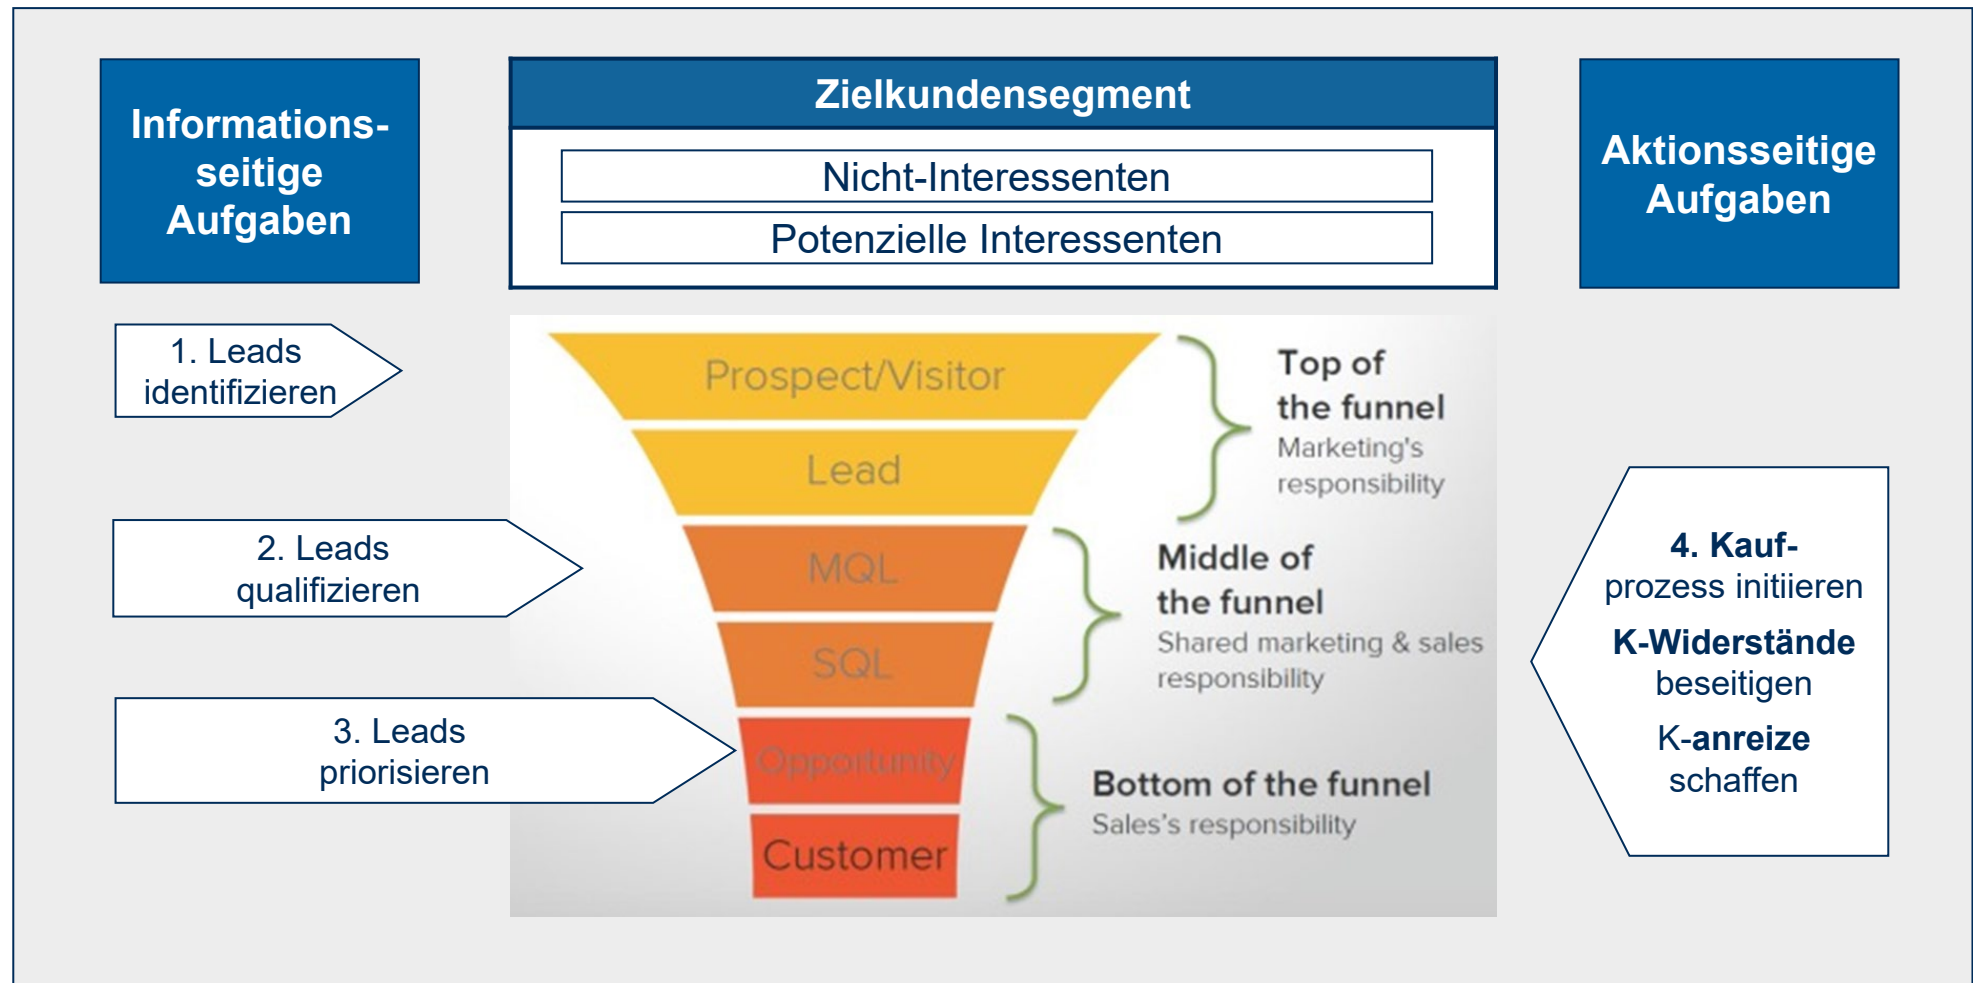 Informations-
seitige
Aufgaben
Zielkundensegment
Nicht-Interessenten
Potenzielle Interessenten
Aktionsseitige
Aufgaben
1. Leads
identifizieren
2. Leads
qualifizieren
3. Leads
priorisieren
Prospect/Visitor
Lead
MQL
SQL
Opportunity
Customer
Top of
the funnel
Marketing's
responsibility
Middle of
the funnel
Shared marketing & sales
responsibility
Bottom of the funnel
Sales's responsibility
4. Kauf-
prozess initiieren
K-Widerstände
beseitigen
K-anreize
schaffen